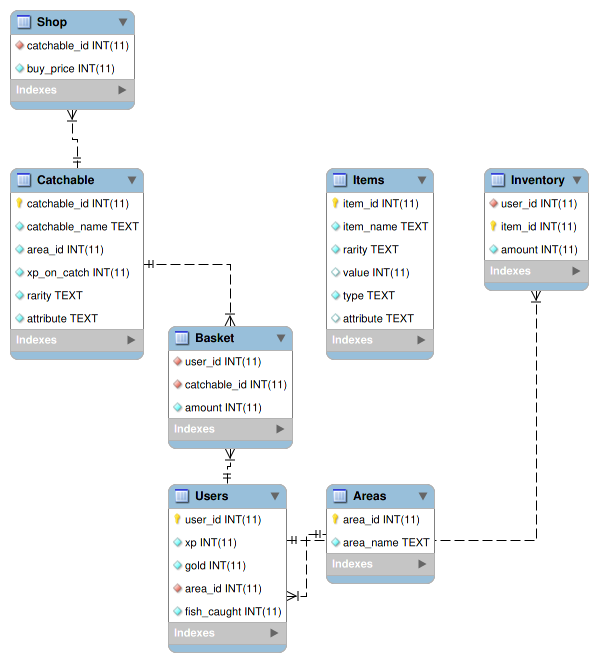 Shop
catchable_id INT(11)
buy_price INT(11)
Indexes
Catchable
catchable_id INT(11)
catchable_name TEXT
area_id INT(11)
xp_on_catch INT(11)
rarity TEXT
attribute TEXT
Indexes
Items
item_id INT(11)
item_name TEXT
rarity TEXT
value INT(11)
type TEXT
attribute TEXT
Indexes
Inventory
user_id INT(11)
item_id INT(11)
amount INT(11)
Indexes
Basket
user_id INT(11)
catchable_id INT(11)
amount INT(11)
Indexes
Users
user_id INT(11)
xp INT(11)
gold INT(11)
area_id INT(11)
fish_caught INT(11)
Indexes
Areas
area_id INT(11)
area_name TEXT
Indexes